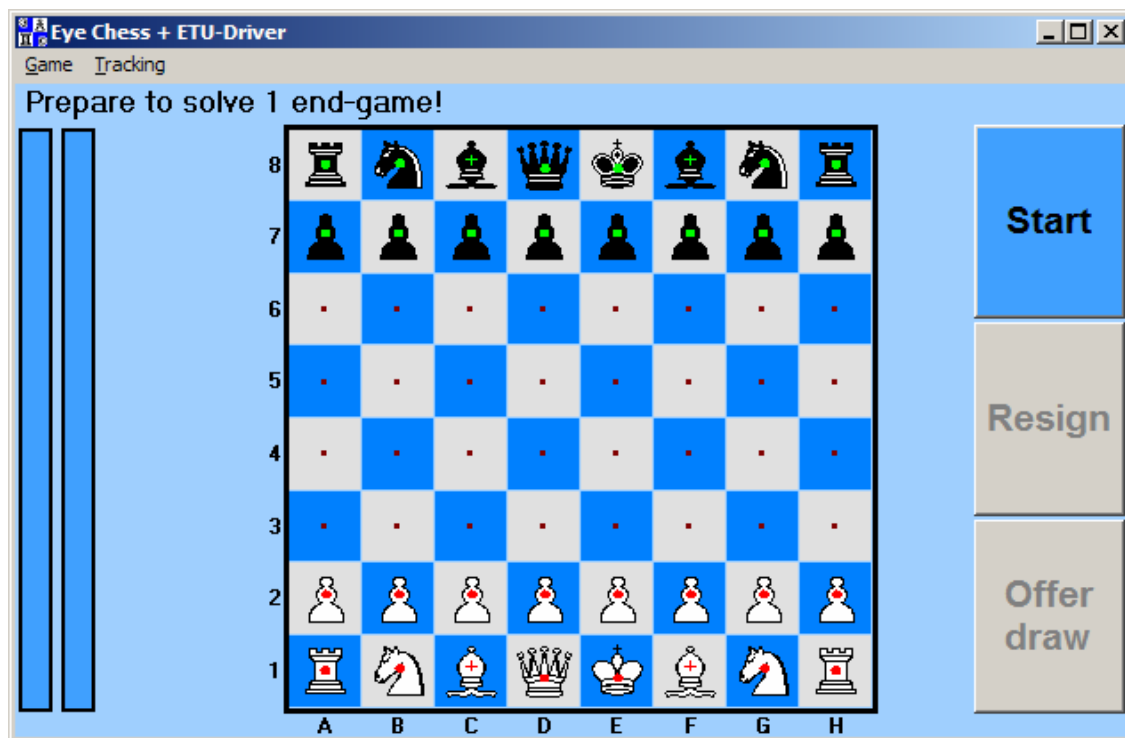 Eye Chess + ETU-Driver
Game Tracking
Prepare to solve 1 end-game!
8
7
6
5
4
3
2
1
A B C D E F G H
Start
Resign
Offer
draw